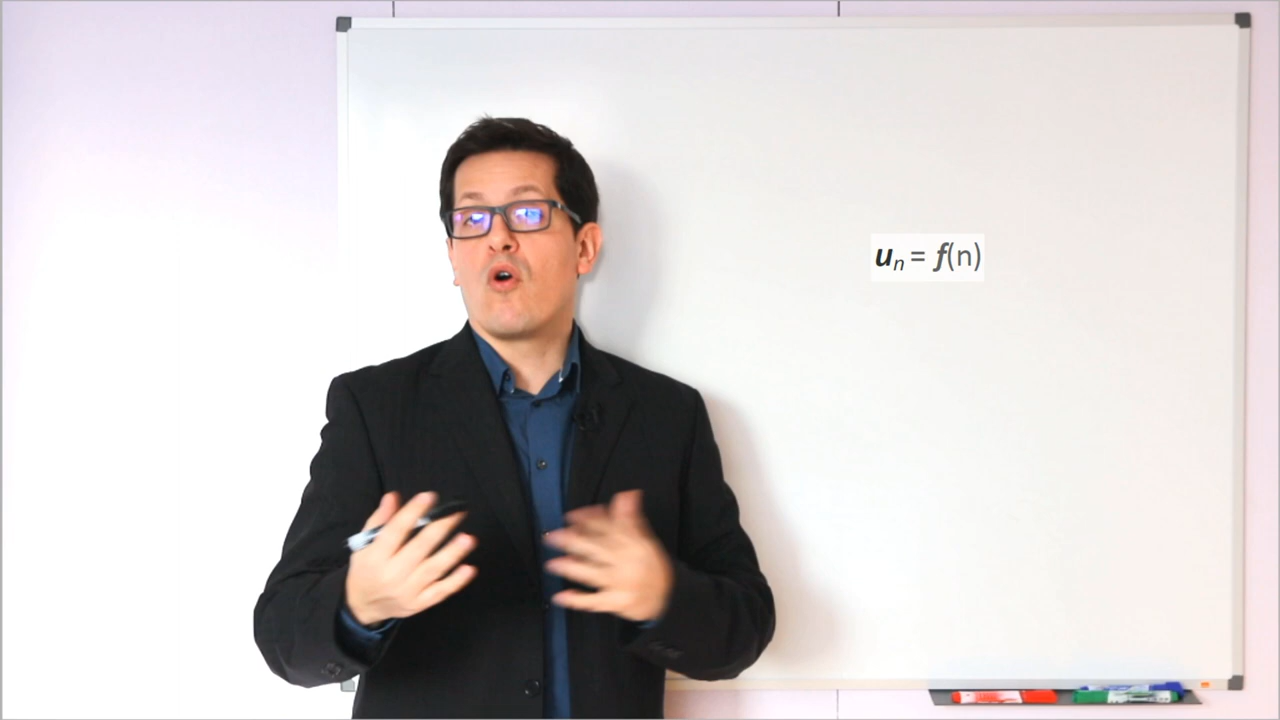 uₙ = f(n)